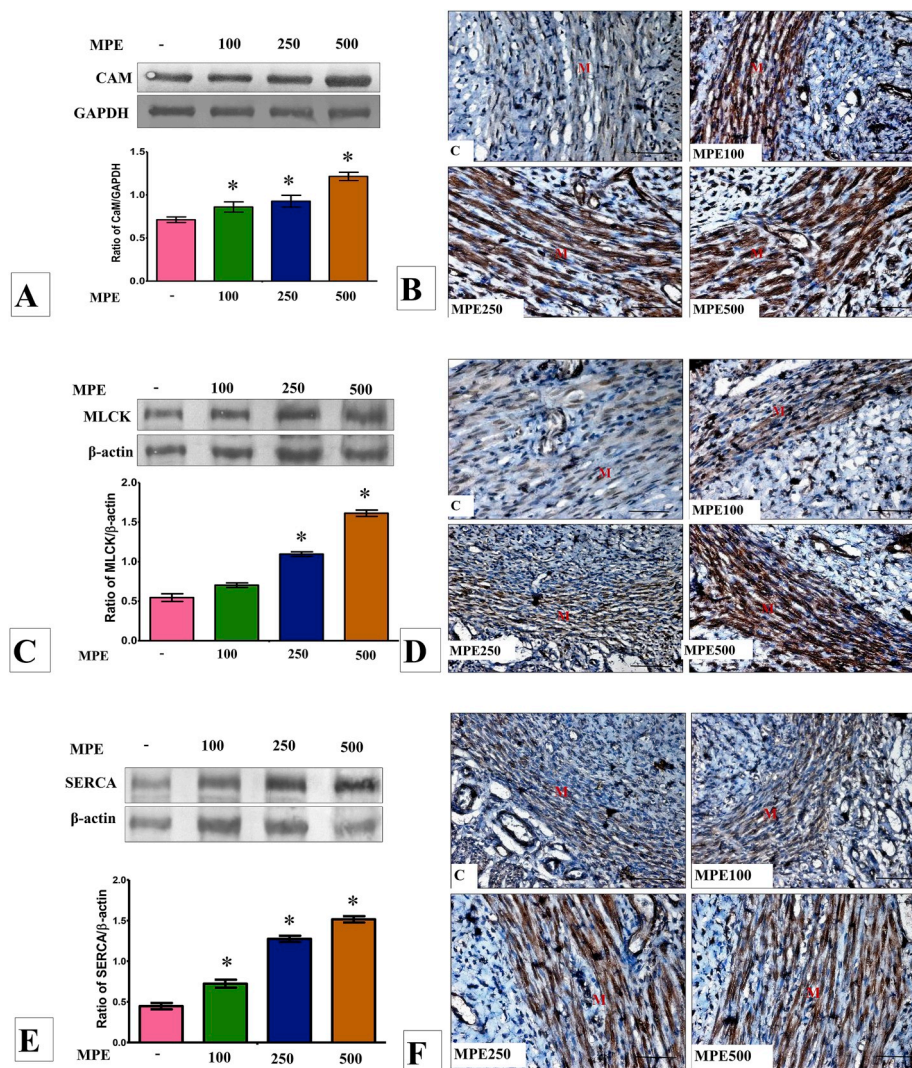 MPE - 100 250 500
CAM
GAPDH
Ratio of CaM/GAPDH
1.5
1.0
0.5
0.0
* * *
MPE - 100 250 500
A
C
M
MPE100
M
MPE250
M
MPE500
M
B
MPE - 100 250 500
MLCK
β-actin
Ratio of MLCK/β-actin
2.0
1.5
1.0
0.5
0.0
* *
MPE - 100 250 500
C
C
M
MPE100
M
MPE250
M
MPE500
M
D
MPE - 100 250 500
SERCA
β-actin
Ratio of SERCA/β-actin
2.0
1.5
1.0
0.5
0.0
* * *
MPE - 100 250 500
E
C
M
MPE100
M
MPE250
M
MPE500
M
F